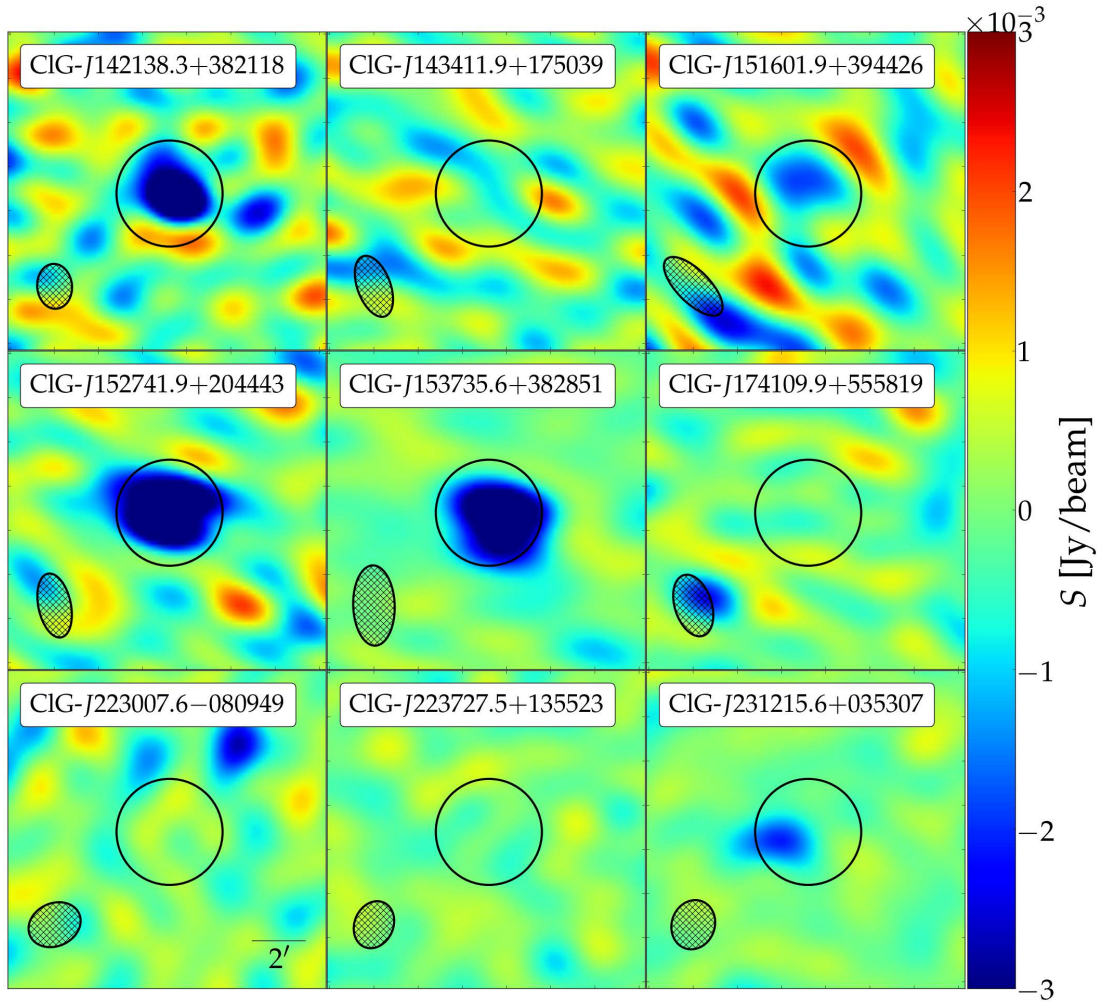 ×10⁻³
ClG-J142138.3+382118
ClG-J143411.9+175039
ClG-J151601.9+394426
ClG-J152741.9+204443
ClG-J153735.6+382851
ClG-J174109.9+555819
ClG-J223007.6−080949
ClG-J223727.5+135523
ClG-J231215.6+035307
2′
3
2
1
0
−1
−2
−3
S [Jy/beam]